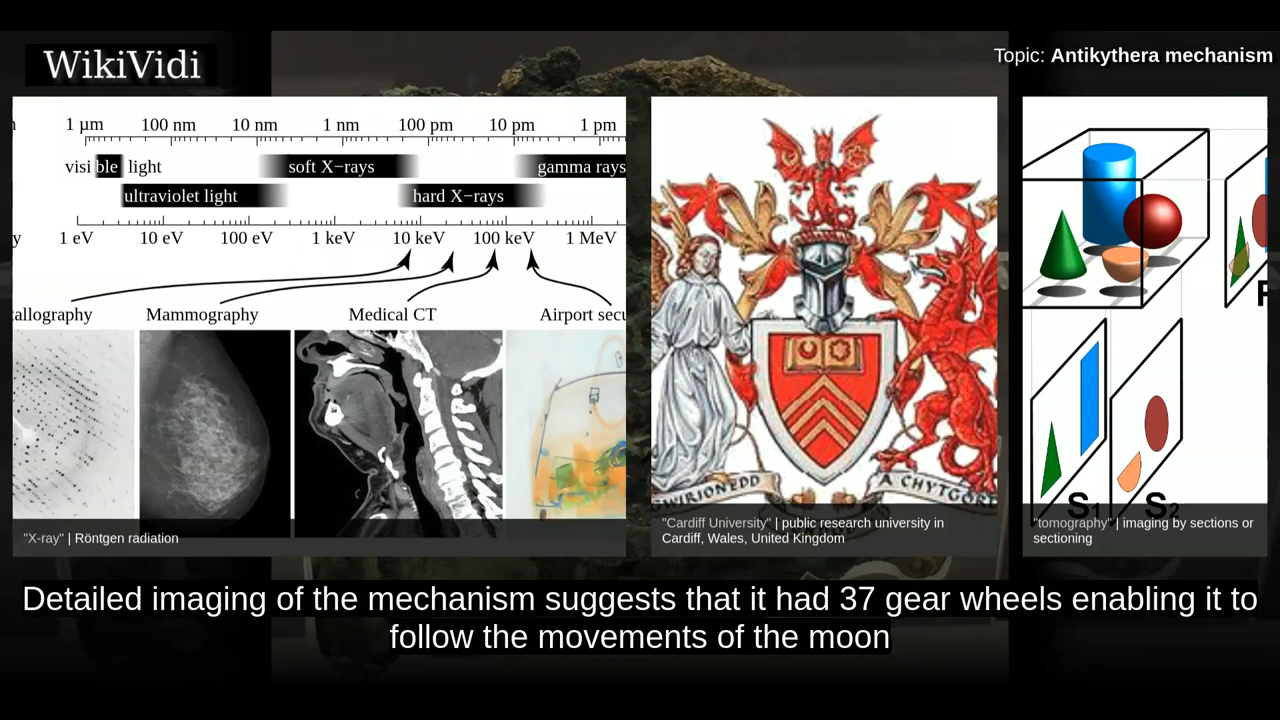 WikiVidi
Topic: Antikythera mechanism
1 µm 100 nm 10 nm 1 nm 100 pm 10 pm 1 pm
visible light soft X−rays gamma rays
ultraviolet light hard X−rays
1 eV 10 eV 100 eV 1 keV 10 keV 100 keV 1 MeV
allography Mammography Medical CT Airport secu
"X-ray" | Röntgen radiation
GWIRIONEDD A CHYTGORD
"Cardiff University" | public research university in
Cardiff, Wales, United Kingdom
P
S1 S2
"tomography" | imaging by sections or
sectioning
Detailed imaging of the mechanism suggests that it had 37 gear wheels enabling it to
follow the movements of the moon